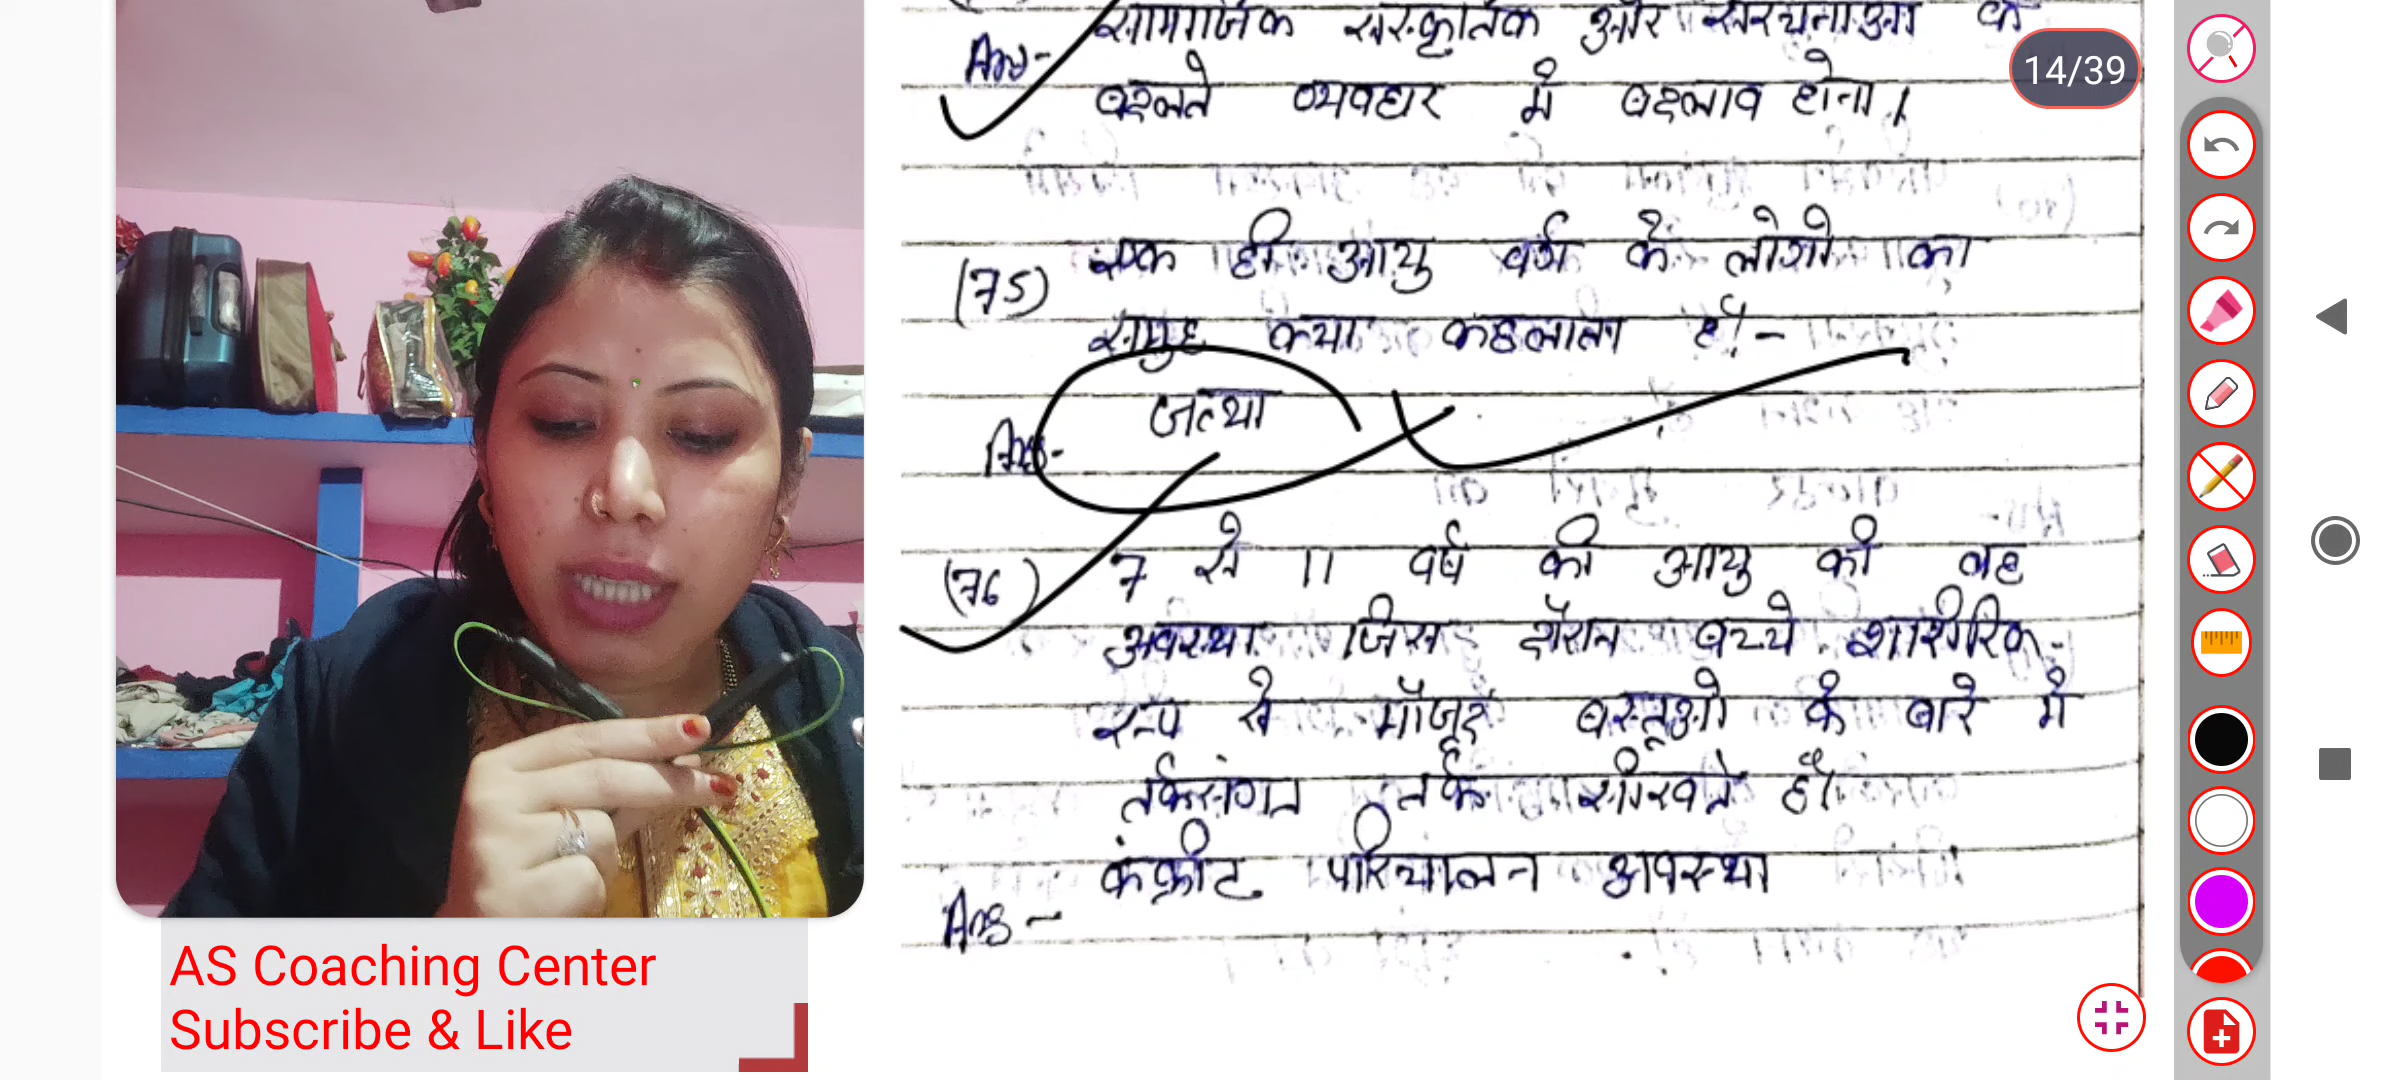 सामाजिक सांस्कृतिक और संरचनाओं के
Ans- बदलते व्यवहार में बदलाव होना।
14/39
(75) एक ही आयु वर्ग के लोगो का
समुह क्या कहलाता है! -
Ans- जत्था
(76) 7 से 11 वर्ष की आयु की वह
अवस्था जिस दौरान बच्चे शारीरिक-
रूप से मौजूद वस्तूओ के बारे में
तर्कसंगत तर्क सीखते है।
Ans - कंक्रीट परिचालन अवस्था
AS Coaching Center
Subscribe & Like